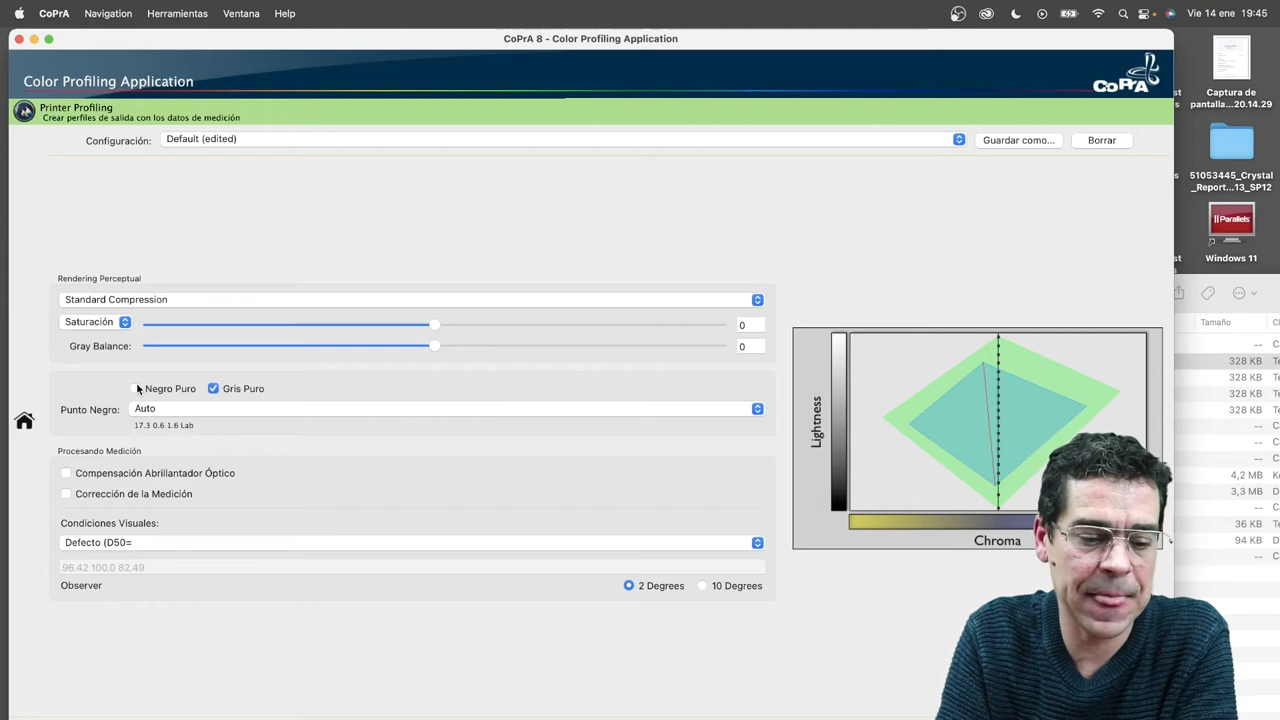 CoPrA Navigation Herramientas Ventana Help Vie 14 ene 19:45
CoPrA 8 - Color Profiling Application
Color Profiling Application
CoPrA
Printer Profiling
Crear perfiles de salida con los datos de medición
Configuración: Default (edited) Guardar como... Borrar
Rendering Perceptual
Standard Compression
Saturación 0
Gray Balance: 0
Negro Puro Gris Puro
Punto Negro: Auto
17.3 0.6 1.6 Lab
Procesando Medición
Compensación Abrillantador Óptico
Corrección de la Medición
Condiciones Visuales:
Defecto (D50=
96.42 100.0 82.49
Observer 2 Degrees 10 Degrees
Lightness
Chroma
Captura de
pantalla...20.14.29
51053445_Crystal
_Report...13_SP12
Parallels
Windows 11
Tamaño
--
328 KB
328 KB
328 KB
328 KB
--
--
4,2 MB
3,3 MB
--
36 KB
94 KB
--